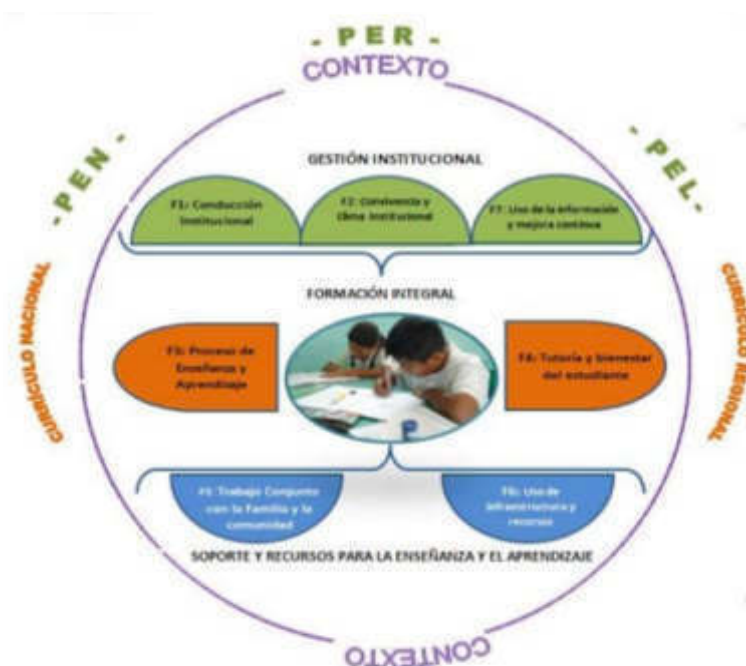 - PER -
CONTEXTO
- PEN -
- PEL -
GESTIÓN INSTITUCIONAL
F1: Conducción
Institucional
F2: Convivencia y
clima institucional
F7: Uso de la información
y mejora continua
FORMACIÓN INTEGRAL
CURRÍCULO NACIONAL
CURRÍCULO REGIONAL
F3: Proceso de
Enseñanza y
Aprendizaje
F4: Tutoría y bienestar
del estudiante
Trabajo Conjunto
con la Familia y la
comunidad
F6: Uso de
infraestructura y
recursos
SOPORTE Y RECURSOS PARA LA ENSEÑANZA Y EL APRENDIZAJE
CONTEXTO